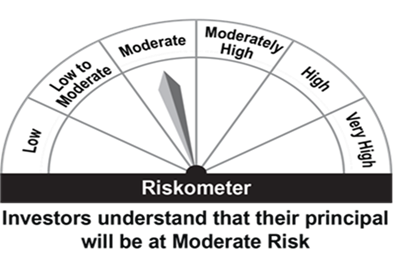 Low
Low to
Moderate
Moderate
Moderately
High
High
Very High
Riskometer
Investors understand that their principal
will be at Moderate Risk